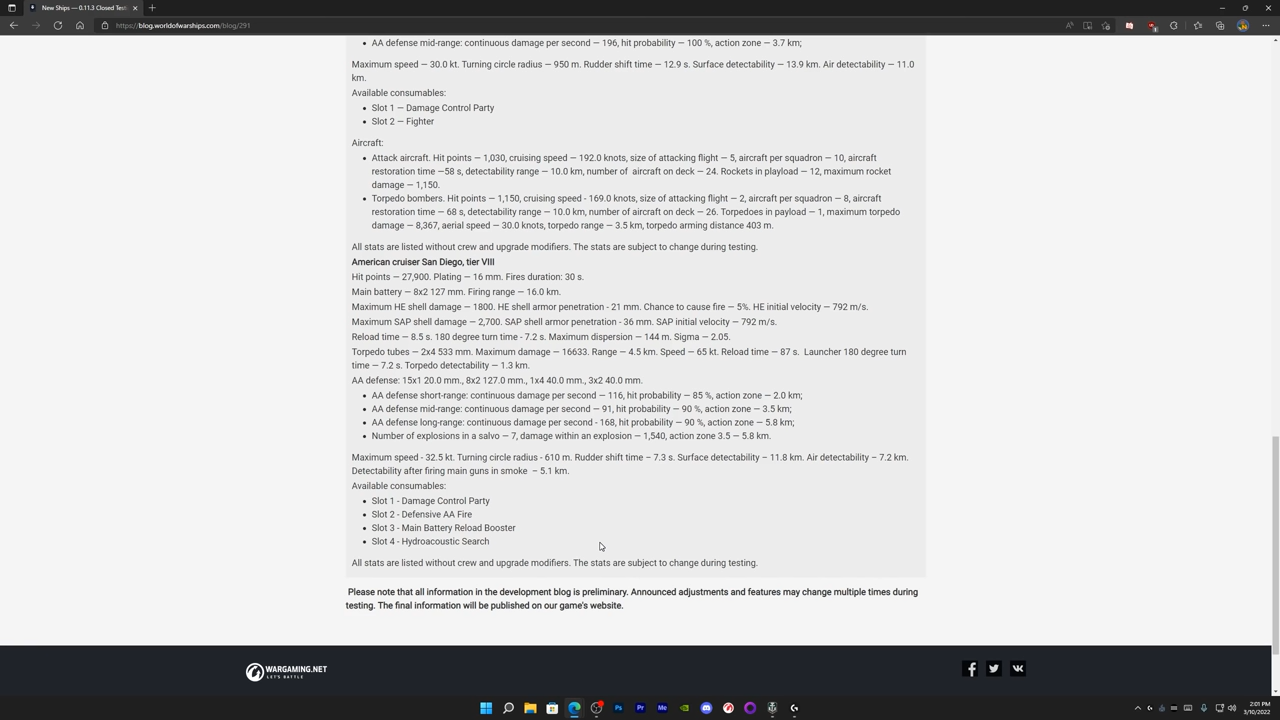 New Ships — 0.11.3 Closed Test
https://blog.worldofwarships.com/blog/291
AA defense mid-range: continuous damage per second — 196, hit probability — 100 %, action zone — 3.7 km;
Maximum speed — 30.0 kt. Turning circle radius — 950 m. Rudder shift time — 12.9 s. Surface detectability — 13.9 km. Air detectability — 11.0
km.
Available consumables:
Slot 1 — Damage Control Party
Slot 2 — Fighter
Aircraft:
Attack aircraft. Hit points — 1,030, cruising speed — 192.0 knots, size of attacking flight — 5, aircraft per squadron — 10, aircraft
restoration time —58 s, detectability range — 10.0 km, number of  aircraft on deck — 24. Rockets in playload — 12, maximum rocket
damage — 1,150.
Torpedo bombers. Hit points — 1,150, cruising speed - 169.0 knots, size of attacking flight — 2, aircraft per squadron — 8, aircraft
restoration time — 68 s, detectability range — 10.0 km, number of aircraft on deck — 26. Torpedoes in payload — 1, maximum torpedo
damage — 8,367, aerial speed — 30.0 knots, torpedo range — 3.5 km, torpedo arming distance 403 m.
All stats are listed without crew and upgrade modifiers. The stats are subject to change during testing.
American cruiser San Diego, tier VIII
Hit points — 27,900. Plating — 16 mm. Fires duration: 30 s.
Main battery — 8x2 127 mm. Firing range — 16.0 km.
Maximum HE shell damage — 1800. HE shell armor penetration - 21 mm. Chance to cause fire — 5%. HE initial velocity — 792 m/s.
Maximum SAP shell damage — 2,700. SAP shell armor penetration - 36 mm. SAP initial velocity — 792 m/s.
Reload time — 8.5 s. 180 degree turn time - 7.2 s. Maximum dispersion — 144 m. Sigma — 2.05.
Torpedo tubes — 2x4 533 mm. Maximum damage — 16633. Range — 4.5 km. Speed — 65 kt. Reload time — 87 s.  Launcher 180 degree turn
time — 7.2 s. Torpedo detectability — 1.3 km.
AA defense: 15x1 20.0 mm., 8x2 127.0 mm., 1x4 40.0 mm., 3x2 40.0 mm.
AA defense short-range: continuous damage per second — 116, hit probability — 85 %, action zone — 2.0 km;
AA defense mid-range: continuous damage per second — 91, hit probability — 90 %, action zone — 3.5 km;
AA defense long-range: continuous damage per second - 168, hit probability — 90 %, action zone — 5.8 km;
Number of explosions in a salvo — 7, damage within an explosion — 1,540, action zone 3.5 — 5.8 km.
Maximum speed - 32.5 kt. Turning circle radius - 610 m. Rudder shift time – 7.3 s. Surface detectability – 11.8 km. Air detectability – 7.2 km.
Detectability after firing main guns in smoke  – 5.1 km.
Available consumables:
Slot 1 - Damage Control Party
Slot 2 - Defensive AA Fire
Slot 3 - Main Battery Reload Booster
Slot 4 - Hydroacoustic Search
All stats are listed without crew and upgrade modifiers. The stats are subject to change during testing.
Please note that all information in the development blog is preliminary. Announced adjustments and features may change multiple times during
testing. The final information will be published on our game's website.
WARGAMING.NET
LET'S BATTLE
2:01 PM
3/10/2022